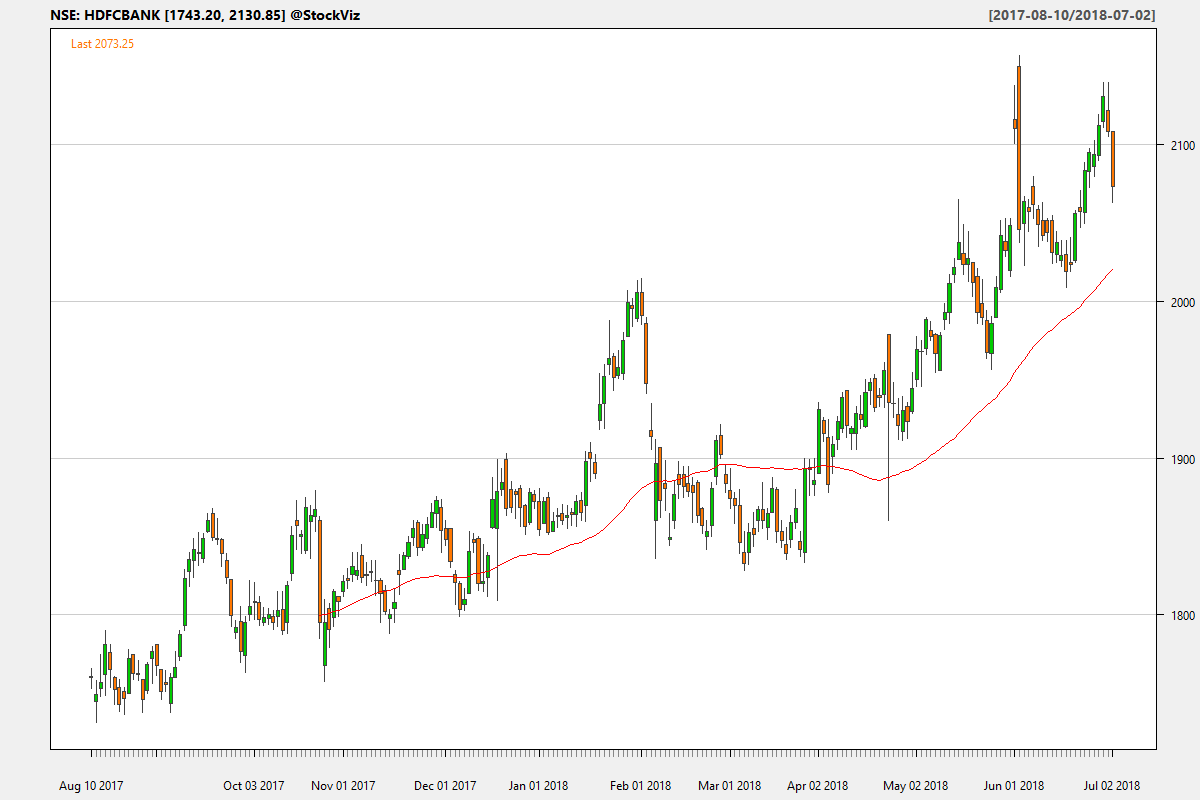 NSE: HDFCBANK [1743.20, 2130.85] @StockViz
[2017-08-10/2018-07-02]
Last 2073.25
2100
2000
1900
1800
Aug 10 2017 Oct 03 2017 Nov 01 2017 Dec 01 2017 Jan 01 2018 Feb 01 2018 Mar 01 2018 Apr 02 2018 May 02 2018 Jun 01 2018 Jul 02 2018